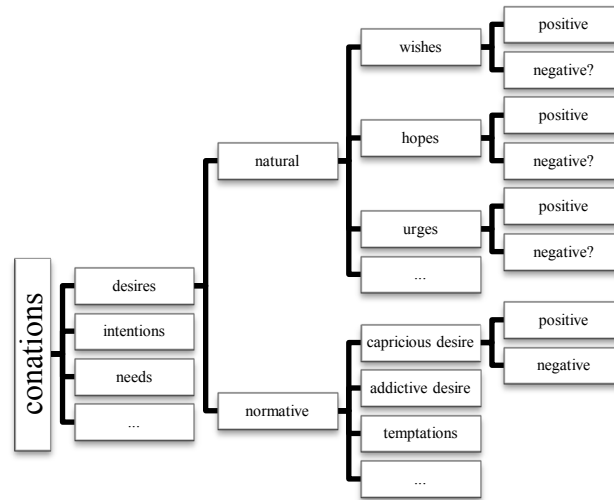 conations
desires
intentions
needs
...
natural
normative
wishes
hopes
urges
...
capricious desire
addictive desire
temptations
...
positive
negative?
positive
negative?
positive
negative?
positive
negative